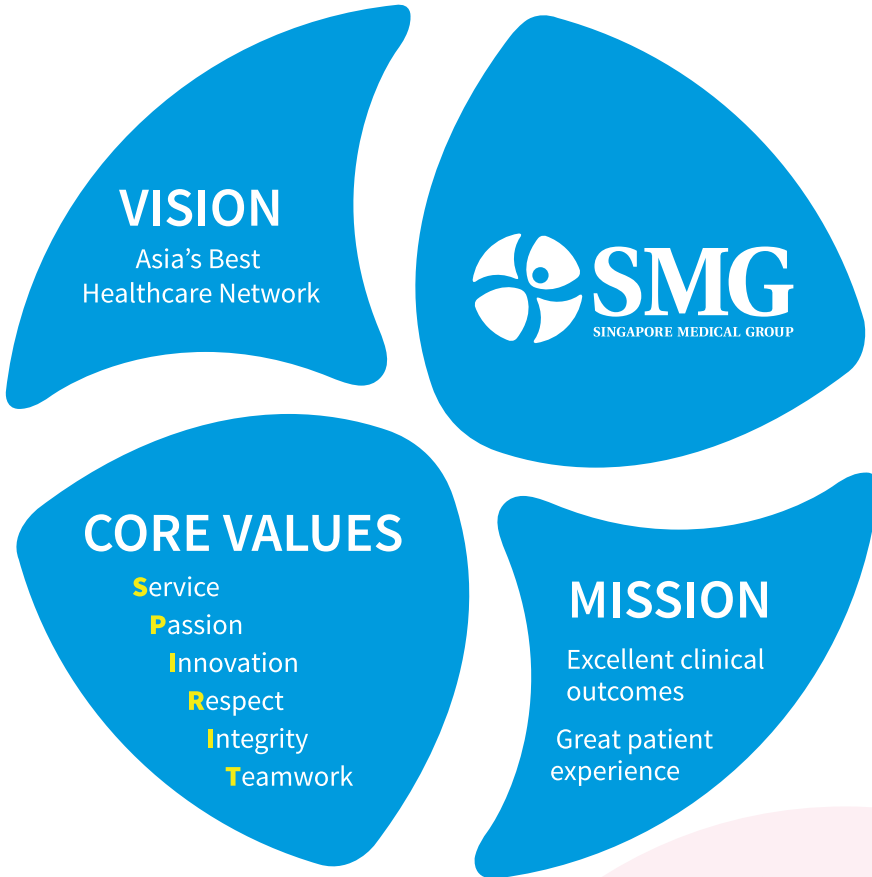 VISION
Asia’s Best
Healthcare Network
SMG
SINGAPORE MEDICAL GROUP
CORE VALUES
Service
Passion
Innovation
Respect
Integrity
Teamwork
MISSION
Excellent clinical
outcomes
Great patient
experience